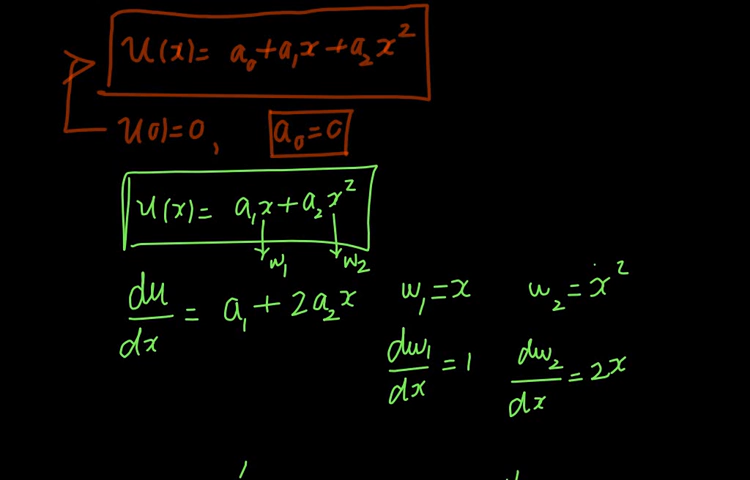 u(x) = a₀ + a₁x + a₂x²
u0) = 0, a₀ = 0
u(x) = a₁x + a₂x²
w₁ w₂
du/dx = a₁ + 2a₂x w₁ = x w₂ = x²
dw₁/dx = 1 dw₂/dx = 2x